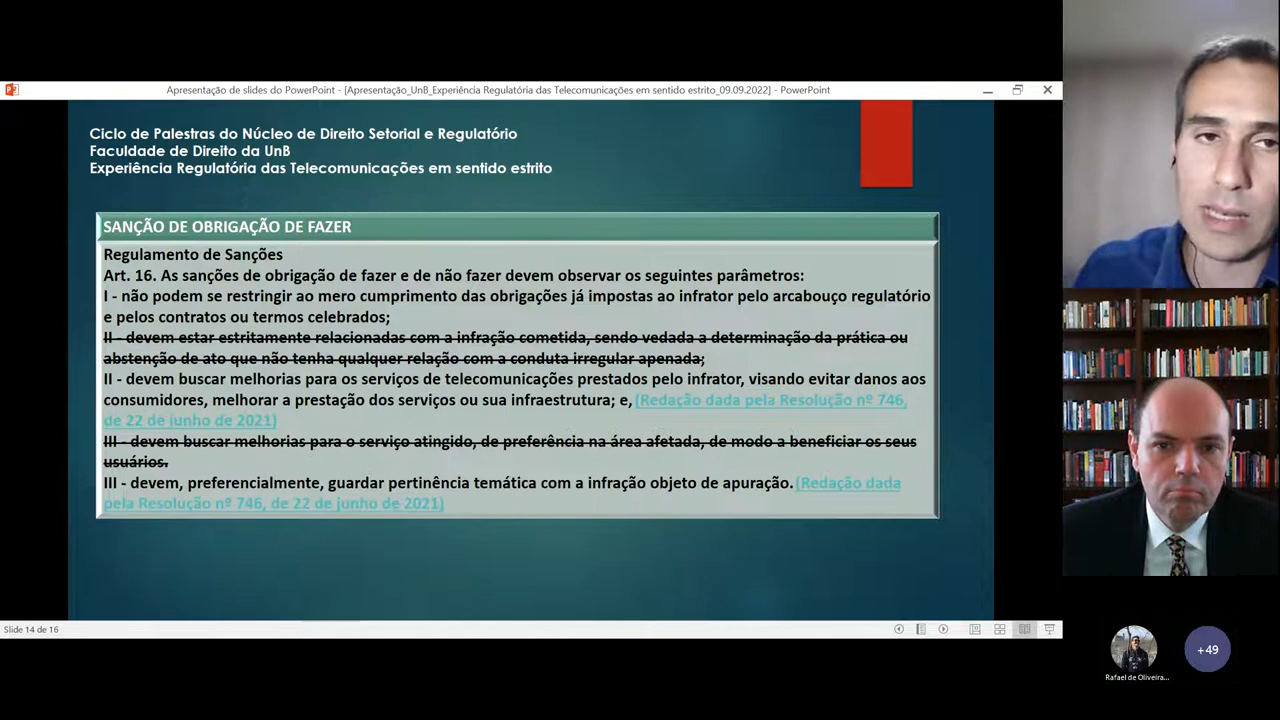 Apresentação de slides do PowerPoint - [Apresentação_UnB_Experiência Regulatória das Telecomunicações em sentido estrito_09.09.2022] - PowerPoint
Ciclo de Palestras do Núcleo de Direito Setorial e Regulatório
Faculdade de Direito da UnB
Experiência Regulatória das Telecomunicações em sentido estrito
SANÇÃO DE OBRIGAÇÃO DE FAZER
Regulamento de Sanções
Art. 16. As sanções de obrigação de fazer e de não fazer devem observar os seguintes parâmetros:
I - não podem se restringir ao mero cumprimento das obrigações já impostas ao infrator pelo arcabouço regulatório
e pelos contratos ou termos celebrados;
II - devem estar estritamente relacionadas com a infração cometida, sendo vedada a determinação da prática ou
abstenção de ato que não tenha qualquer relação com a conduta irregular apenada;
II - devem buscar melhorias para os serviços de telecomunicações prestados pelo infrator, visando evitar danos aos
consumidores, melhorar a prestação dos serviços ou sua infraestrutura; e, (Redação dada pela Resolução nº 746,
de 22 de junho de 2021)
III - devem buscar melhorias para o serviço atingido, de preferência na área afetada, de modo a beneficiar os seus
usuários.
III - devem, preferencialmente, guardar pertinência temática com a infração objeto de apuração. (Redação dada
pela Resolução nº 746, de 22 de junho de 2021)
Slide 14 de 16
+49
Rafael de Oliveira...